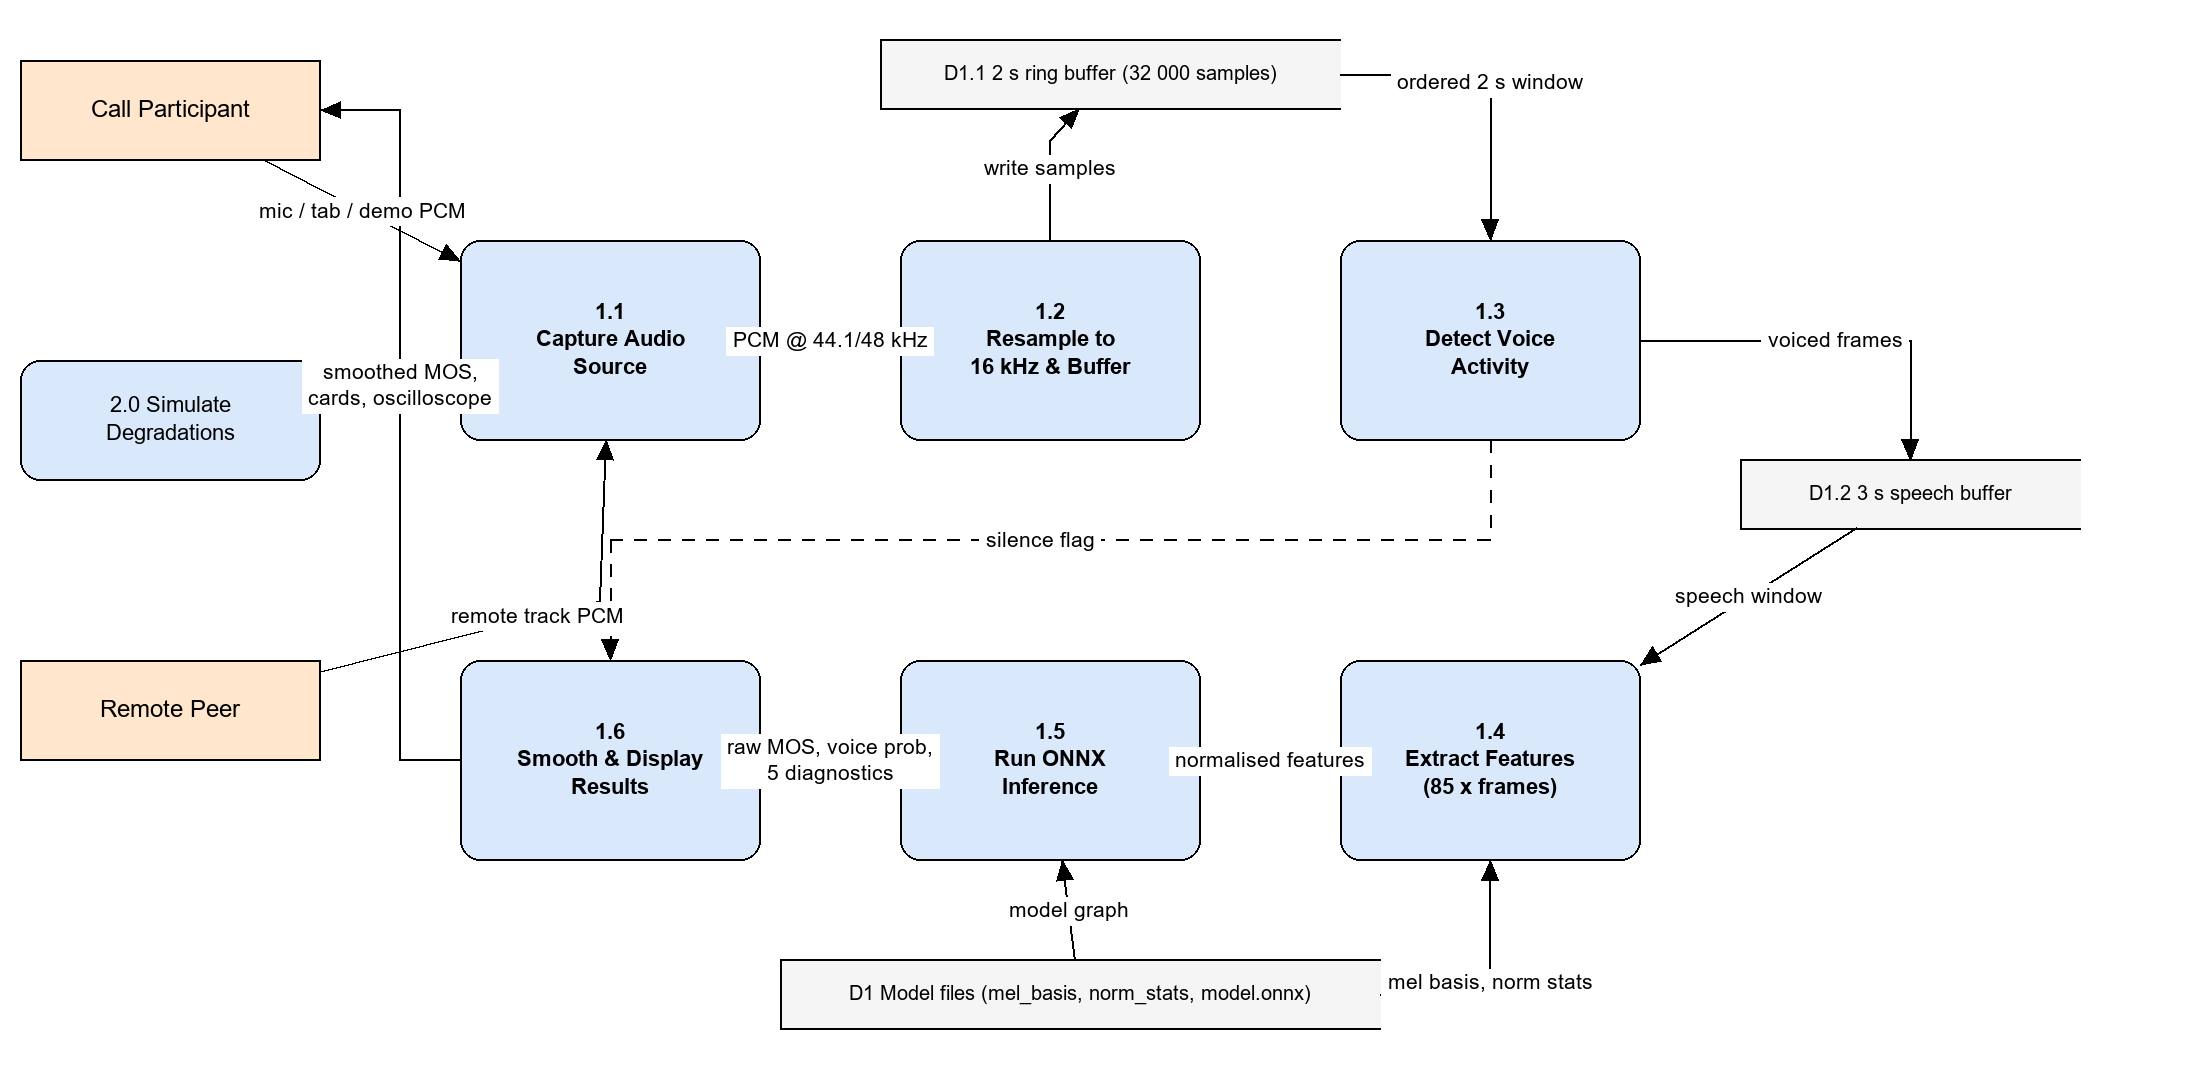 D1.1 2 s ring buffer (32 000 samples)
ordered 2 s window
Call Participant
write samples
mic / tab / demo PCM
1.1
Capture Audio
Source
PCM @ 44.1/48 kHz
1.2
Resample to
16 kHz & Buffer
1.3
Detect Voice
Activity
voiced frames
smoothed MOS,
cards, oscilloscope
2.0 Simulate
Degradations
D1.2 3 s speech buffer
silence flag
speech window
remote track PCM
Remote Peer
1.6
Smooth & Display
Results
raw MOS, voice prob,
5 diagnostics
1.5
Run ONNX
Inference
normalised features
1.4
Extract Features
(85 x frames)
model graph
D1 Model files (mel_basis, norm_stats, model.onnx)
mel basis, norm stats